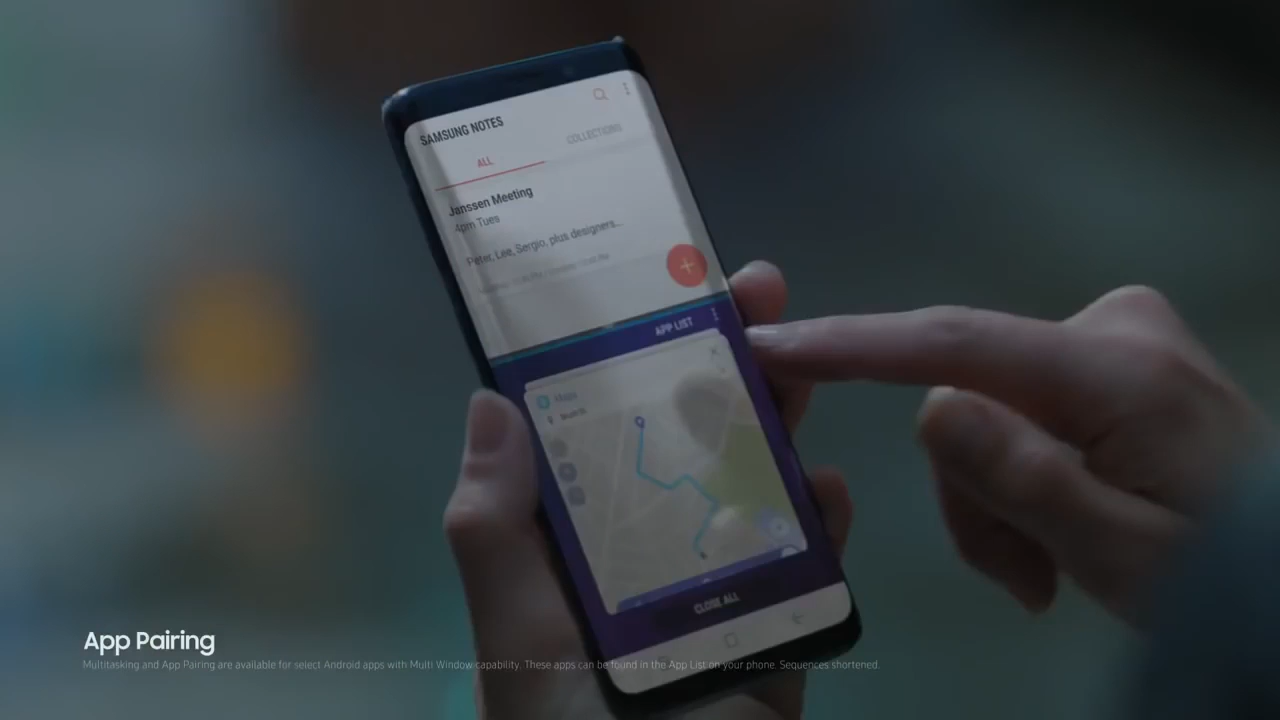 SAMSUNG NOTES
COLLECTIONS
ALL
Janssen Meeting
4pm Tues
Peter, Lee, Sergio, plus designers...
APP LIST
Maps
CLOSE ALL
App Pairing
Multitasking and App Pairing are available for select Android apps with Multi Window capability. These apps can be found in the App List on your phone. Sequences shortened.